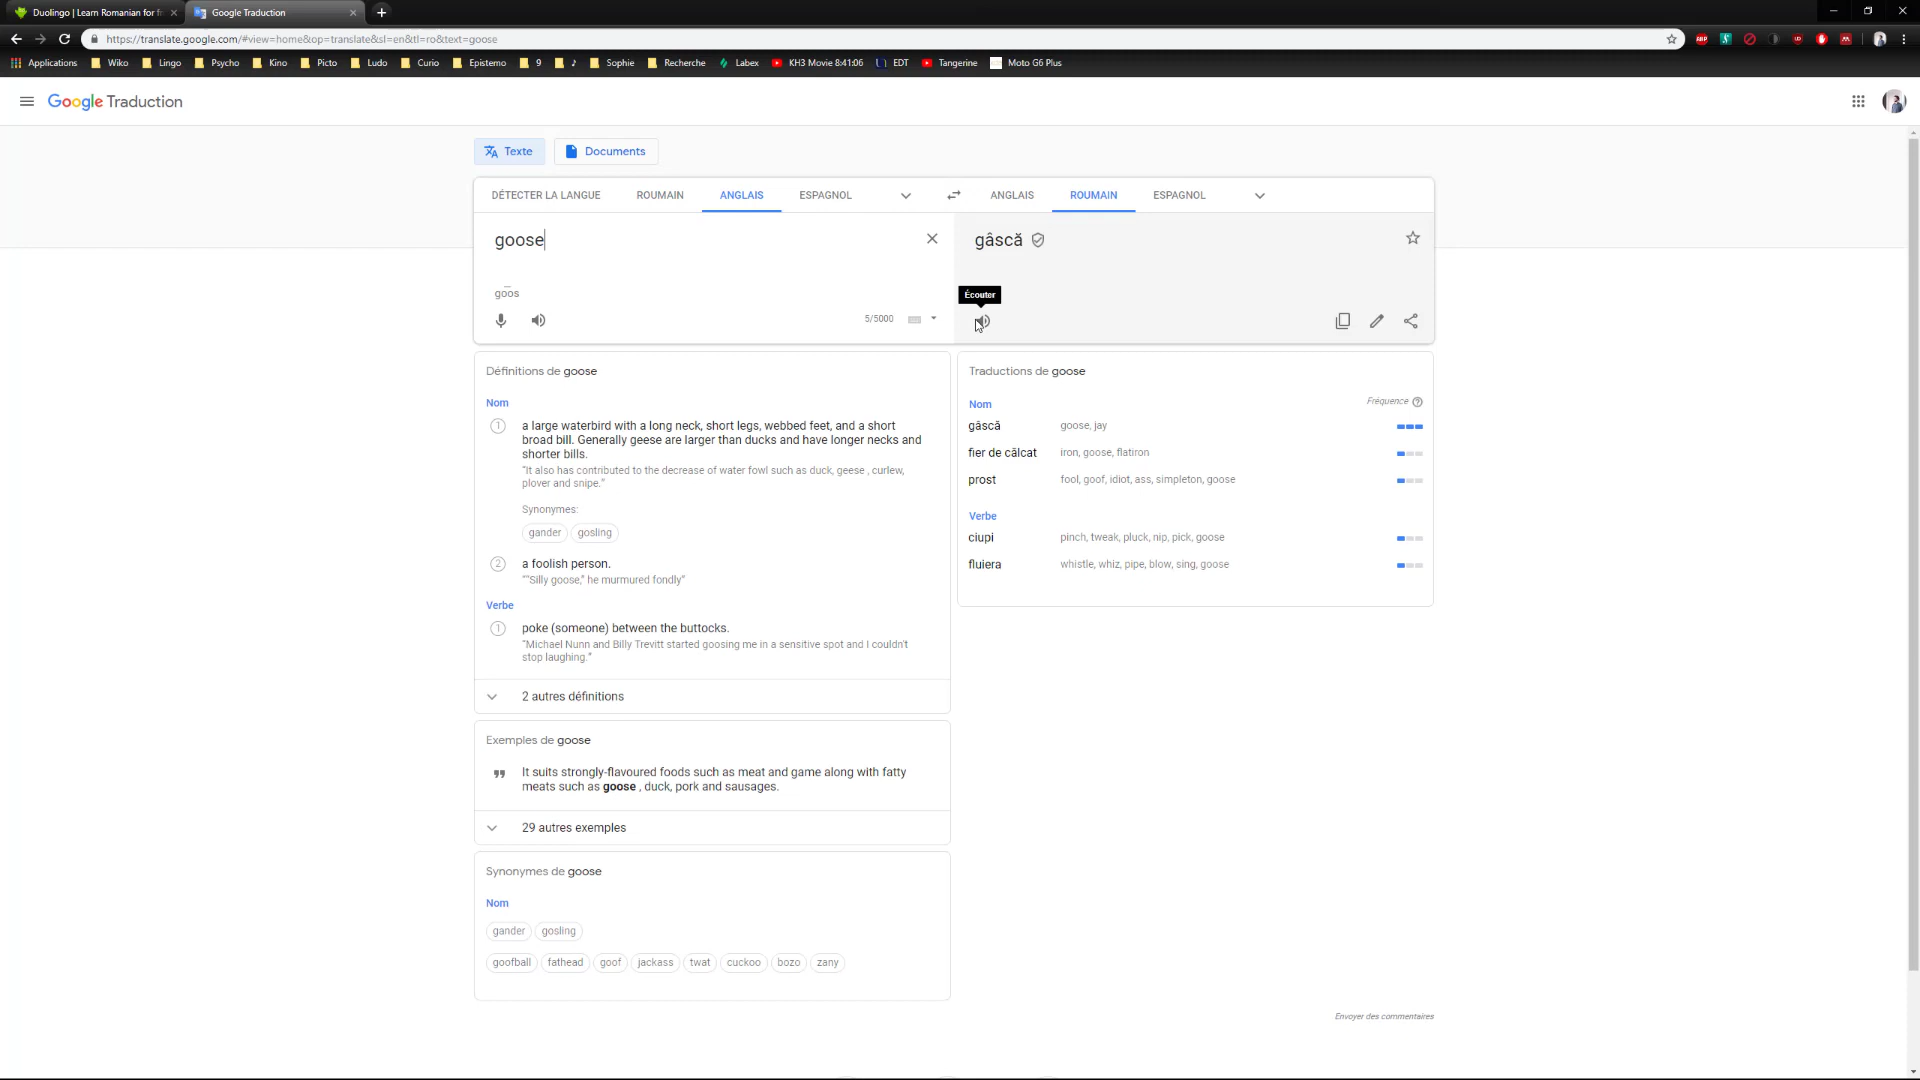 Duolingo | Learn Romanian for f
Google Traduction
https://translate.google.com/#view=home&op=translate&sl=en&tl=ro&text=goose
Applications Wiko Lingo Psycho Kino Picto Ludo Curio Epistemo 9 ♪ Sophie Recherche Labex KH3 Movie 8:41:06 EDT Tangerine Moto G6 Plus
Google Traduction
Texte Documents
DÉTECTER LA LANGUE ROUMAIN ANGLAIS ESPAGNOL ANGLAIS ROUMAIN ESPAGNOL
goose
gâscă
go͞os
Écouter
5/5000
Définitions de goose
Nom
1 a large waterbird with a long neck, short legs, webbed feet, and a short
broad bill. Generally geese are larger than ducks and have longer necks and
shorter bills.
"It also has contributed to the decrease of water fowl such as duck, geese , curlew,
plover and snipe."
Synonymes:
gander gosling
2 a foolish person.
"“Silly goose,” he murmured fondly"
Verbe
1 poke (someone) between the buttocks.
"Michael Nunn and Billy Trevitt started goosing me in a sensitive spot and I couldn't
stop laughing."
2 autres définitions
Exemples de goose
It suits strongly-flavoured foods such as meat and game along with fatty
meats such as goose , duck, pork and sausages.
29 autres exemples
Synonymes de goose
Nom
gander gosling
goofball fathead goof jackass twat cuckoo bozo zany
Traductions de goose
Nom Fréquence
gâscă goose, jay
fier de călcat iron, goose, flatiron
prost fool, goof, idiot, ass, simpleton, goose
Verbe
ciupi pinch, tweak, pluck, nip, pick, goose
fluiera whistle, whiz, pipe, blow, sing, goose
Envoyer des commentaires